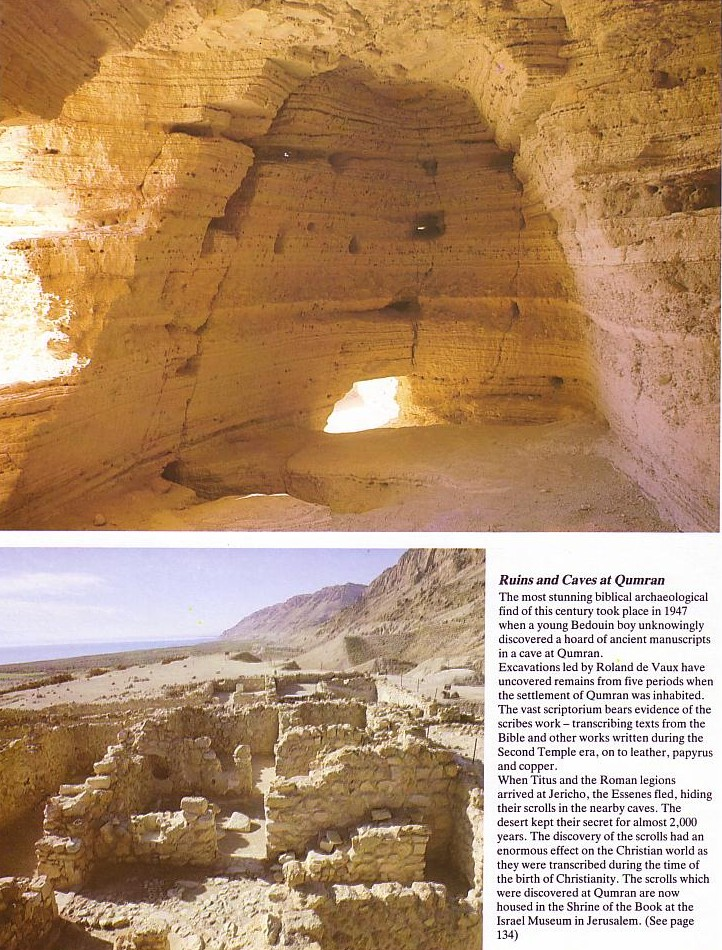 Ruins and Caves at Qumran
The most stunning biblical archaeological
find of this century took place in 1947
when a young Bedouin boy unknowingly
discovered a hoard of ancient manuscripts
in a cave at Qumran.
Excavations led by Roland de Vaux have
uncovered remains from five periods when
the settlement of Qumran was inhabited.
The vast scriptorium bears evidence of the
scribes work – transcribing texts from the
Bible and other works written during the
Second Temple era, on to leather, papyrus
and copper.
When Titus and the Roman legions
arrived at Jericho, the Essenes fled, hiding
their scrolls in the nearby caves. The
desert kept their secret for almost 2,000
years. The discovery of the scrolls had an
enormous effect on the Christian world as
they were transcribed during the time of
the birth of Christianity. The scrolls which
were discovered at Qumran are now
housed in the Shrine of the Book at the
Israel Museum in Jerusalem. (See page
134)